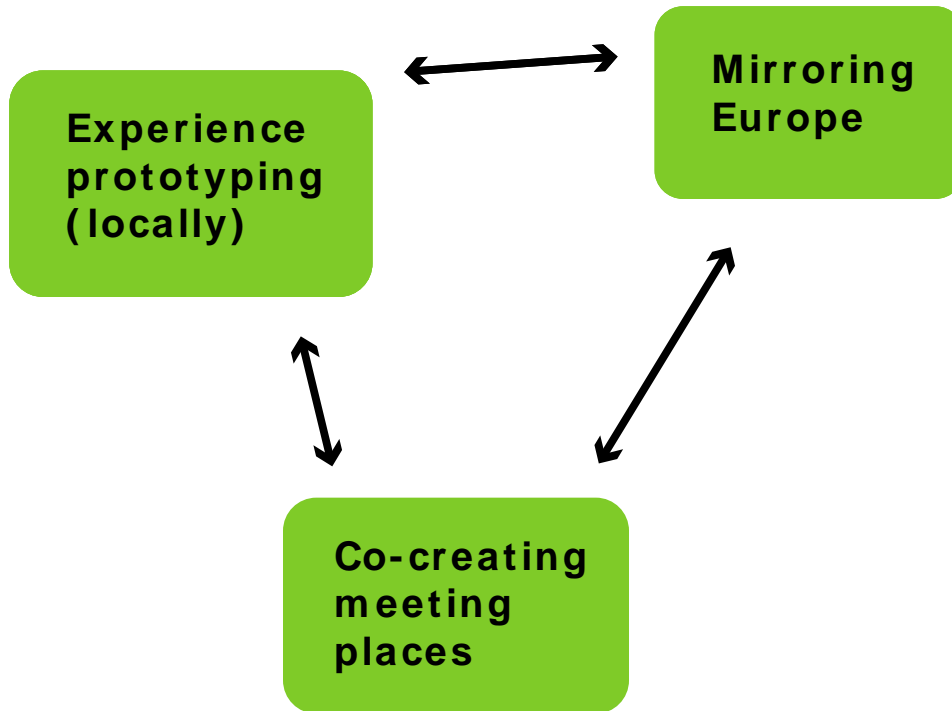 Experience
prototyping
(locally)
Mirroring
Europe
Co-creating
meeting
places